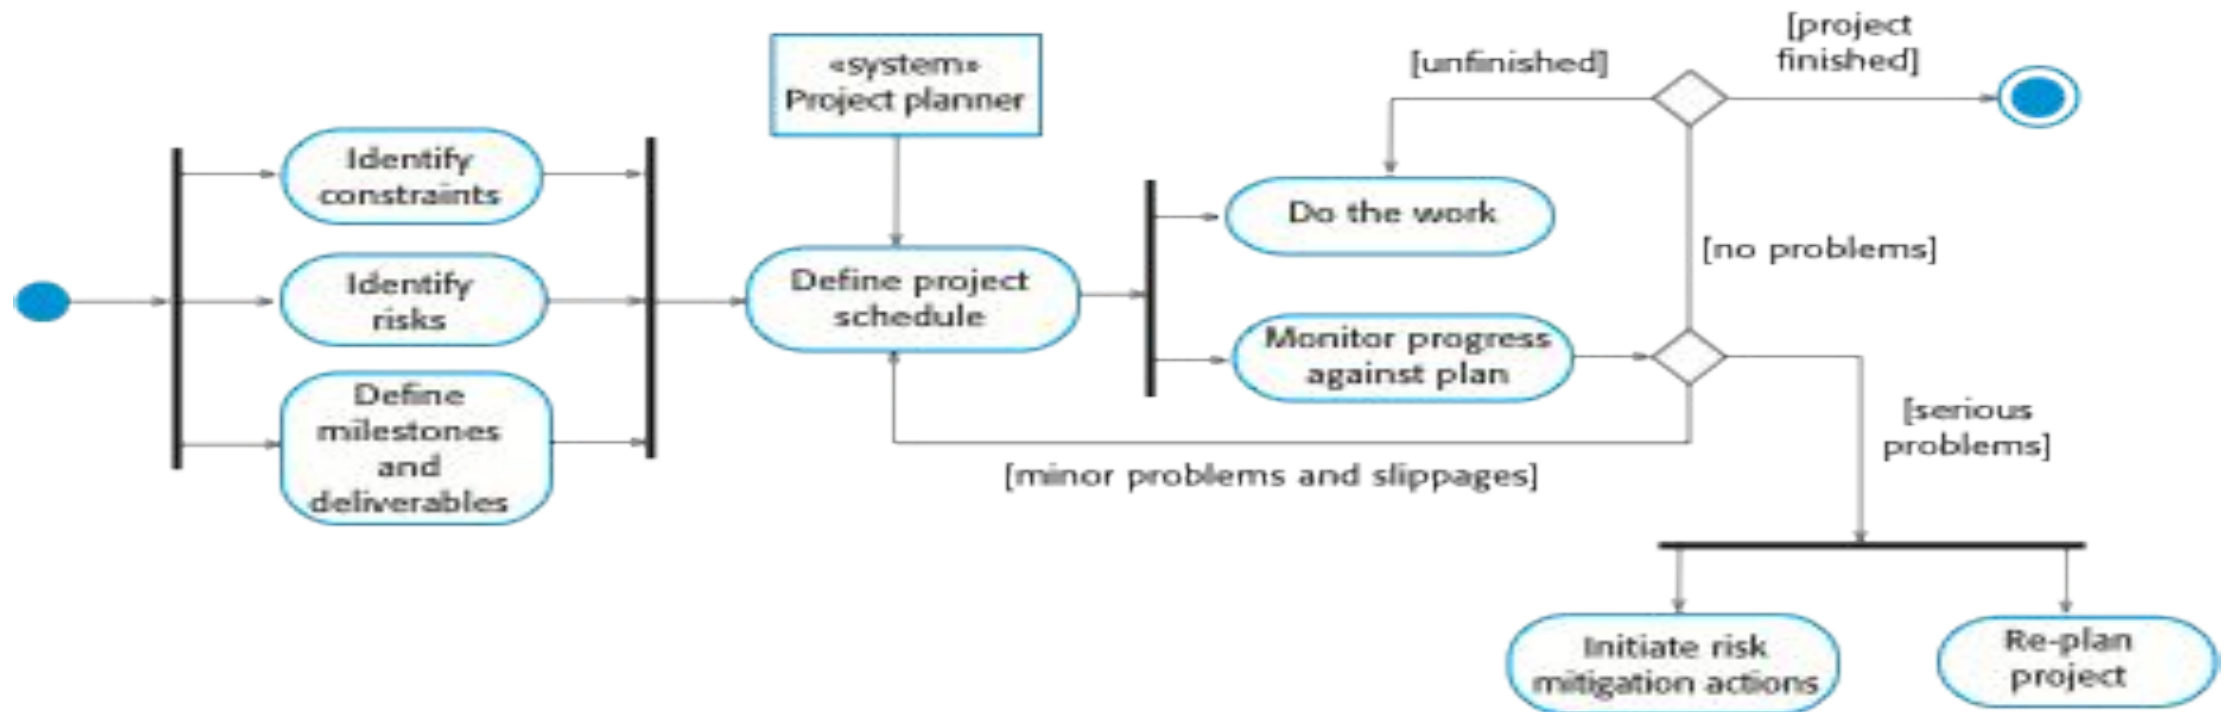 [project
finished]
[unfinished]
«system»
Project planner
Identify
constraints
Do the work
[no problems]
Identify
risks
Define project
schedule
Monitor progress
against plan
Define
milestones
and
deliverables
[serious
problems]
[minor problems and slippages]
Initiate risk
mitigation actions
Re-plan
project